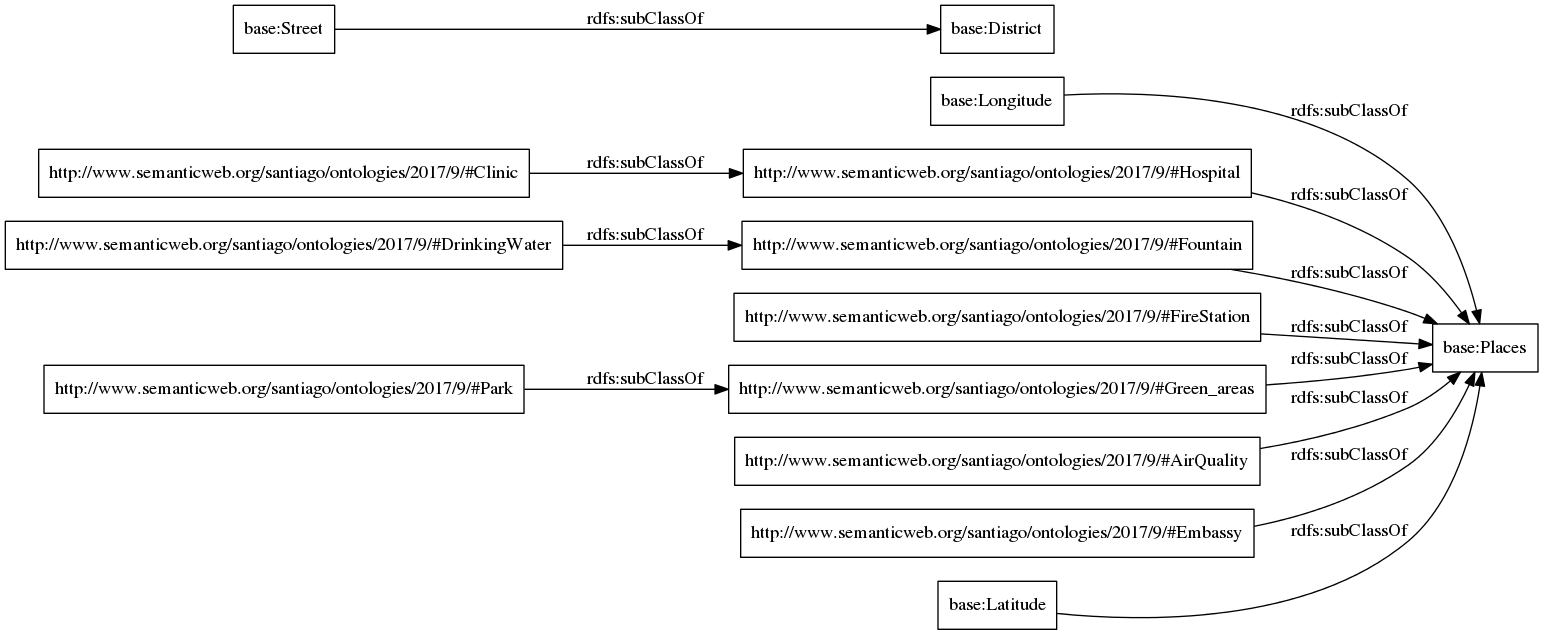 base:Street
rdfs:subClassOf
base:District
base:Longitude
rdfs:subClassOf
http://www.semanticweb.org/santiago/ontologies/2017/9/#Clinic
rdfs:subClassOf
http://www.semanticweb.org/santiago/ontologies/2017/9/#Hospital
rdfs:subClassOf
http://www.semanticweb.org/santiago/ontologies/2017/9/#DrinkingWater
rdfs:subClassOf
http://www.semanticweb.org/santiago/ontologies/2017/9/#Fountain
rdfs:subClassOf
http://www.semanticweb.org/santiago/ontologies/2017/9/#FireStation
rdfs:subClassOf
base:Places
http://www.semanticweb.org/santiago/ontologies/2017/9/#Park
rdfs:subClassOf
http://www.semanticweb.org/santiago/ontologies/2017/9/#Green_areas
rdfs:subClassOf
http://www.semanticweb.org/santiago/ontologies/2017/9/#AirQuality
rdfs:subClassOf
http://www.semanticweb.org/santiago/ontologies/2017/9/#Embassy
rdfs:subClassOf
base:Latitude
rdfs:subClassOf